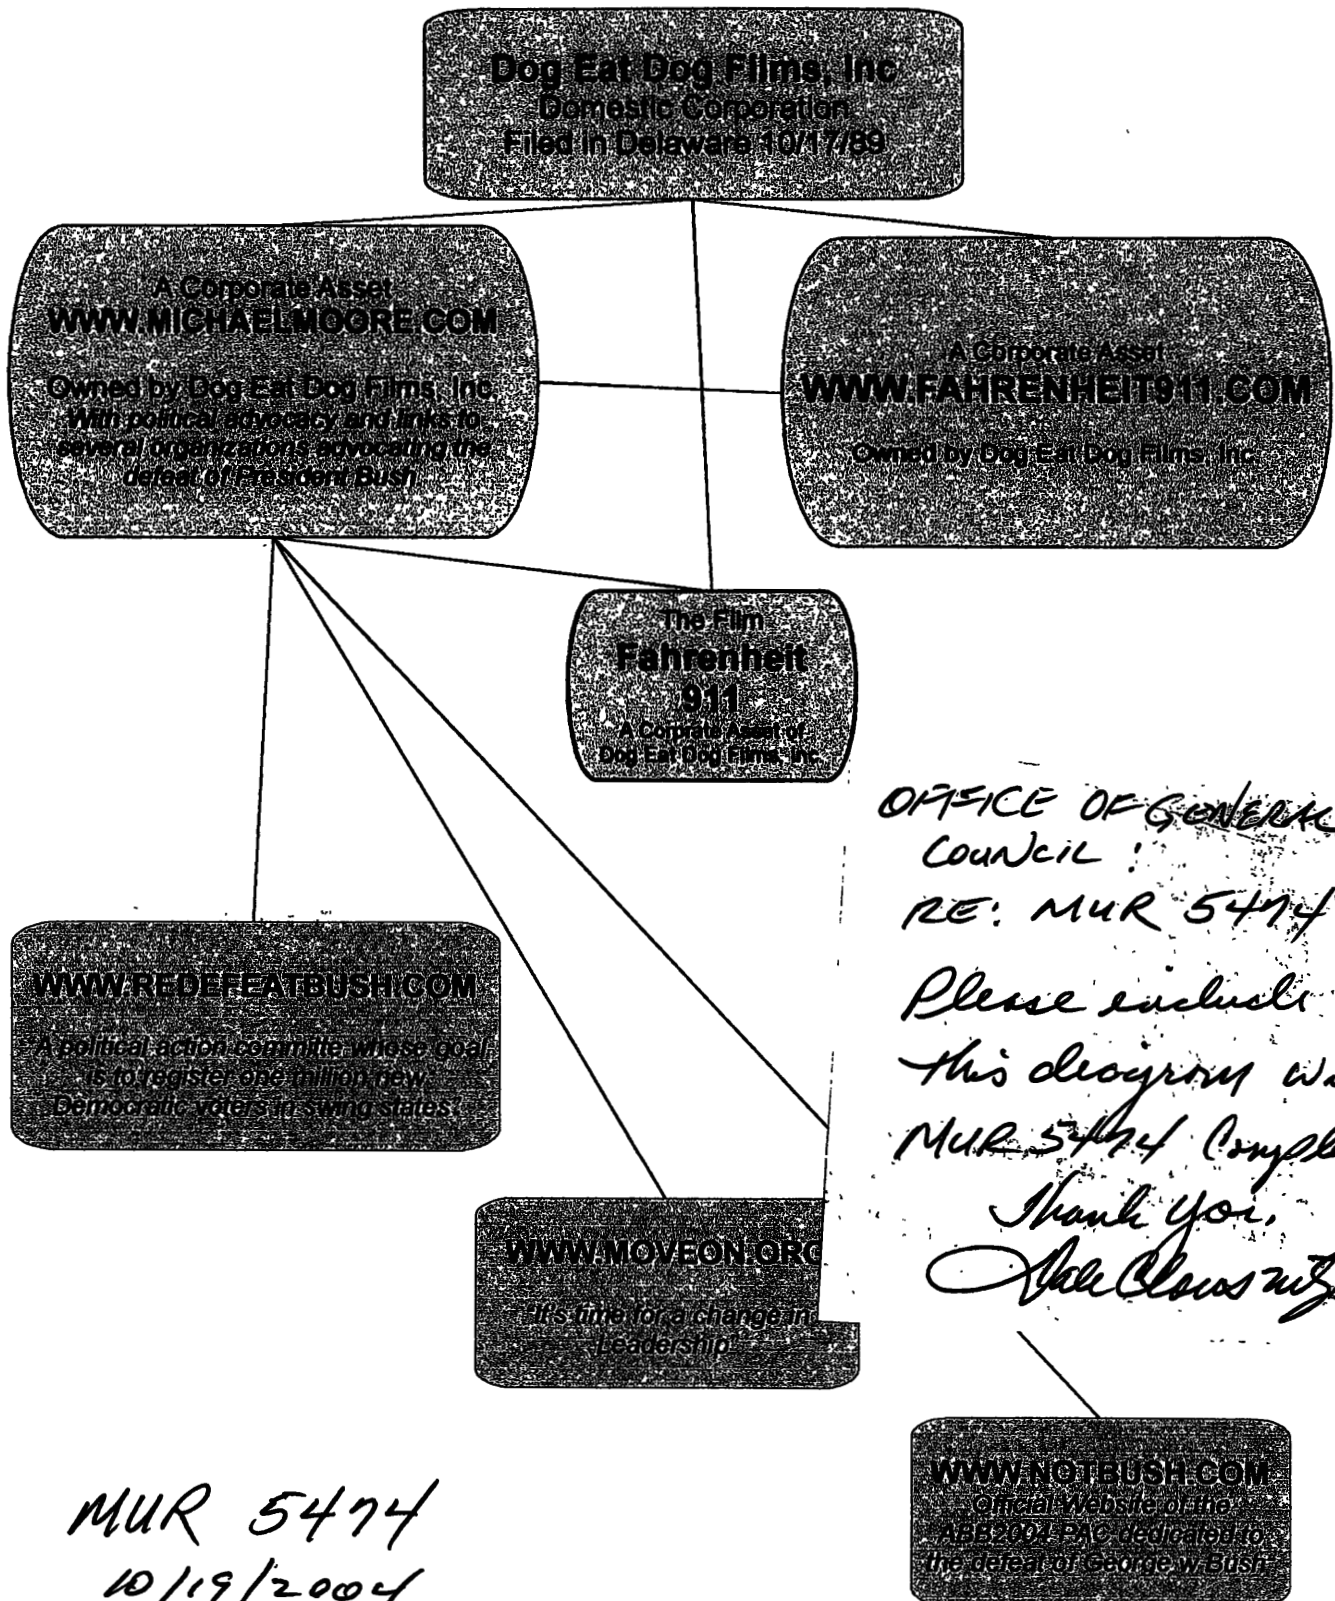 Dog Eat Dog Films, Inc
Domestic Corporation
Filed in Delaware 10/17/89
A Corporate Asset
WWW.MICHAELMOORE.COM
Owned by Dog Eat Dog Films, Inc
With political advocacy and links to
several organizations advocating the
defeat of President Bush
A Corporate Asset
WWW.FAHRENHEIT911.COM
Owned by Dog Eat Dog Films, Inc.
The Film
Fahrenheit
911
A Corprate Asset of
Dog Eat Dog Films, Inc
OFFICE OF GENERAL
COUNCIL :
RE: MUR 5474
Please include
this diagram
MUR 5474
Thank you,
WWW.REDEFEATBUSH.COM
"A political action committe whose goal
is to register one million new
Democratic voters in swing states".
WWW.MOVEON.ORG
"It's time for a change in
Leadership"
WWW.NOTBUSH.COM
Official Website of the
ABB2004 PAC dedicated to
the defeat of George w Bush
MUR 5474
10/19/2004